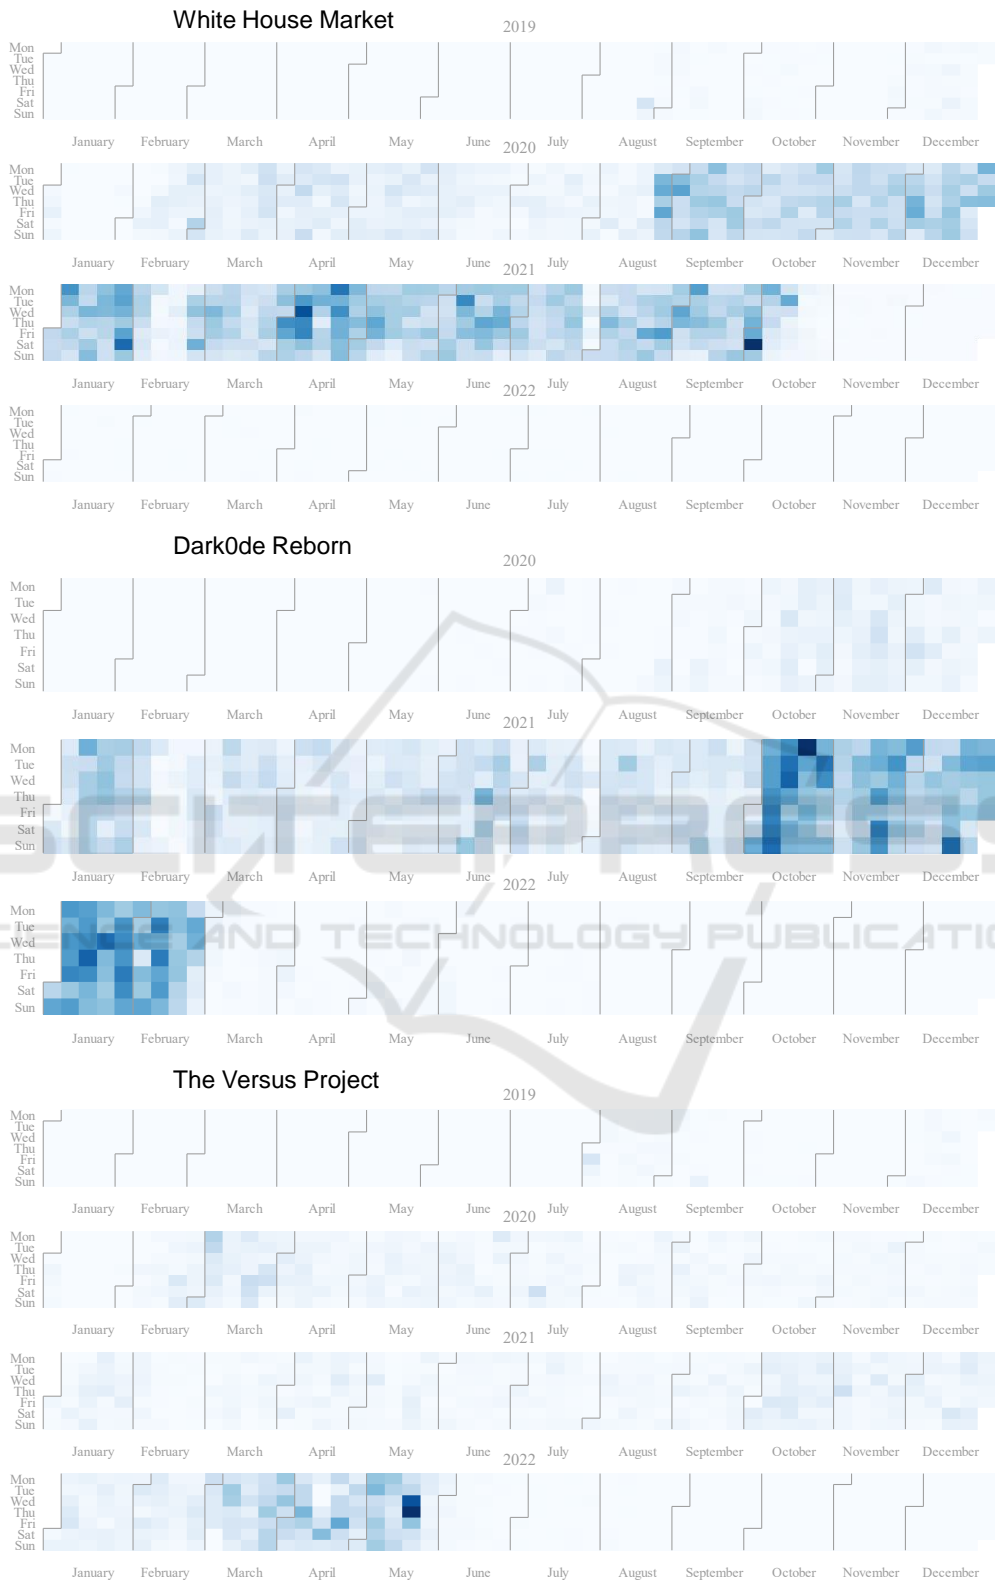 White House Market
2019
Mon
Tue
Wed
Thu
Fri
Sat
Sun
January February March April May June July August September October November December
2020
Mon
Tue
Wed
Thu
Fri
Sat
Sun
January February March April May June July August September October November December
2021
Mon
Tue
Wed
Thu
Fri
Sat
Sun
January February March April May June July August September October November December
2022
Mon
Tue
Wed
Thu
Fri
Sat
Sun
January February March April May June July August September October November December
Dark0de Reborn
2020
Mon
Tue
Wed
Thu
Fri
Sat
Sun
January February March April May June July August September October November December
2021
Mon
Tue
Wed
Thu
Fri
Sat
Sun
SCITEPRESS
January February March April May June July August September October November December
2022
Mon
Tue
Wed
Thu
Fri
Sat
Sun
SCIENCE AND TECHNOLOGY PUBLICATIO
January February March April May June July August September October November December
The Versus Project
2019
Mon
Tue
Wed
Thu
Fri
Sat
Sun
January February March April May June July August September October November December
2020
Mon
Tue
Wed
Thu
Fri
Sat
Sun
January February March April May June July August September October November December
2021
Mon
Tue
Wed
Thu
Fri
Sat
Sun
January February March April May June July August September October November December
2022
Mon
Tue
Wed
Thu
Fri
Sat
Sun
January February March April May June July August September October November December